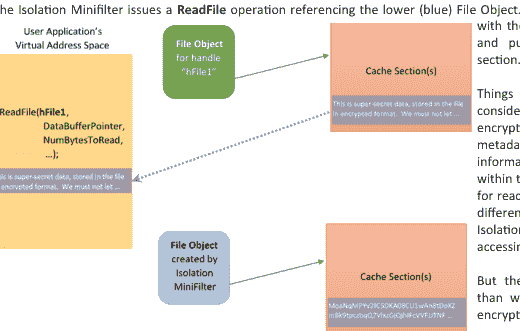 he Isolation Minifilter issues a ReadFile operation referencing the lower (blue) File Object.
User Application's
Virtual Address Space
ReadFile(hFile1,
DataBufferPointer,
NumBytesToRead,
...);
his is super-secret data, stored in the file
encrypted format. We must not let ...
File Object
for handle
"hFile1"
Cache Section(s)
This is super-secret data, stored in the file
in encrypted format. We must not let ...
File Object
created by
Isolation
MiniFilter
Cache Section(s)
with the
and pu
section.
Things
conside
encrypt
metada
informa
within t
for reac
differen
Isolation
accessin
But the
than w
encrypt